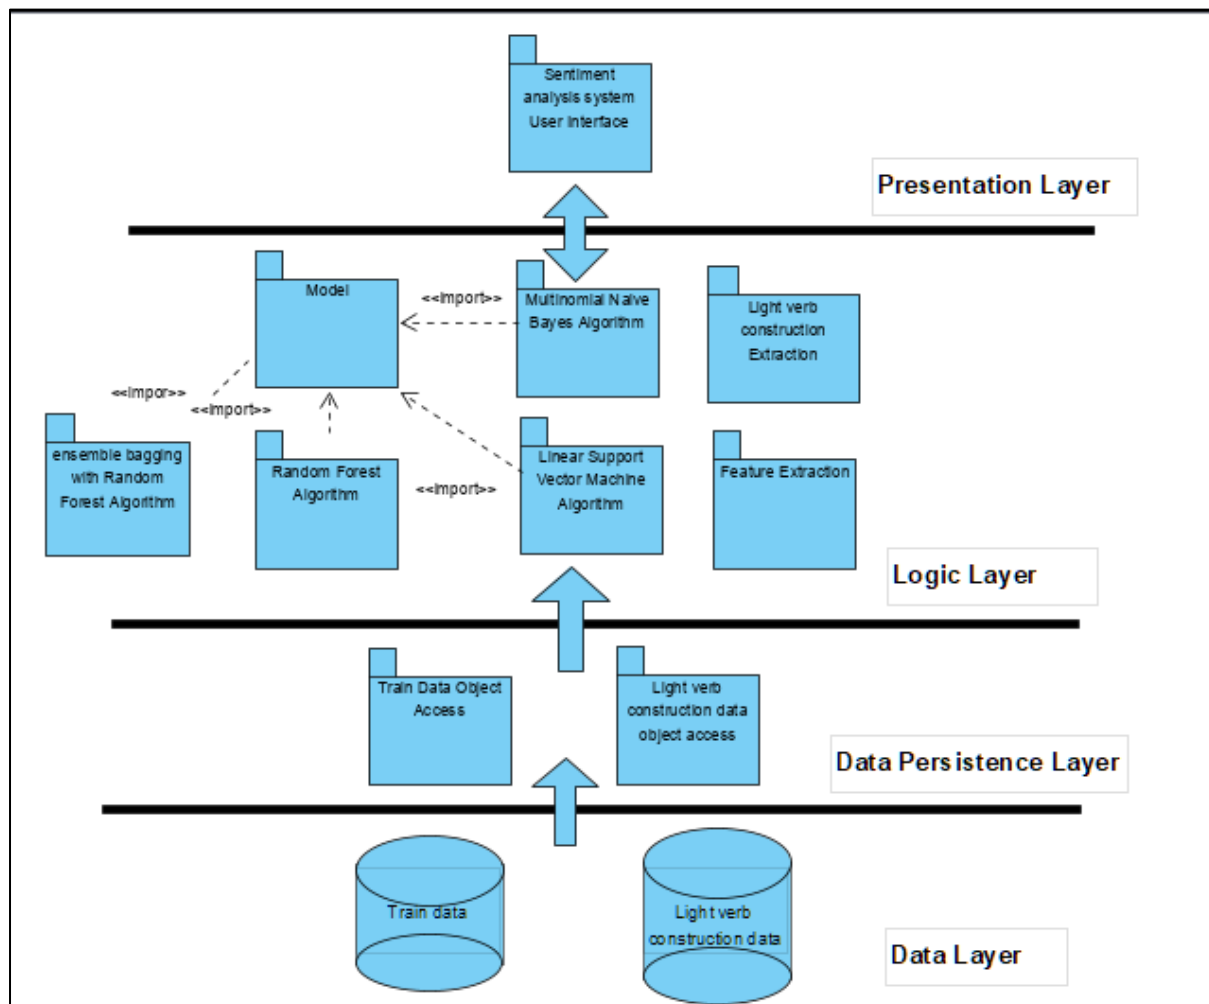 Sentiment
analysis system
User Interface
Presentation Layer
Model
<<Import>>
Multinomial Naive
Bayes Algorithm
Light verb
construction
Extraction
<<Impor>>
<<Import>>
ensemble bagging
with Random
Forest Algorithm
Random Forest
Algorithm
<<Import>>
Linear Support
Vector Machine
Algorithm
Feature Extraction
Logic Layer
Train Data Object
Access
Light verb
construction data
object access
Data Persistence Layer
Train data
Light verb
construction data
Data Layer